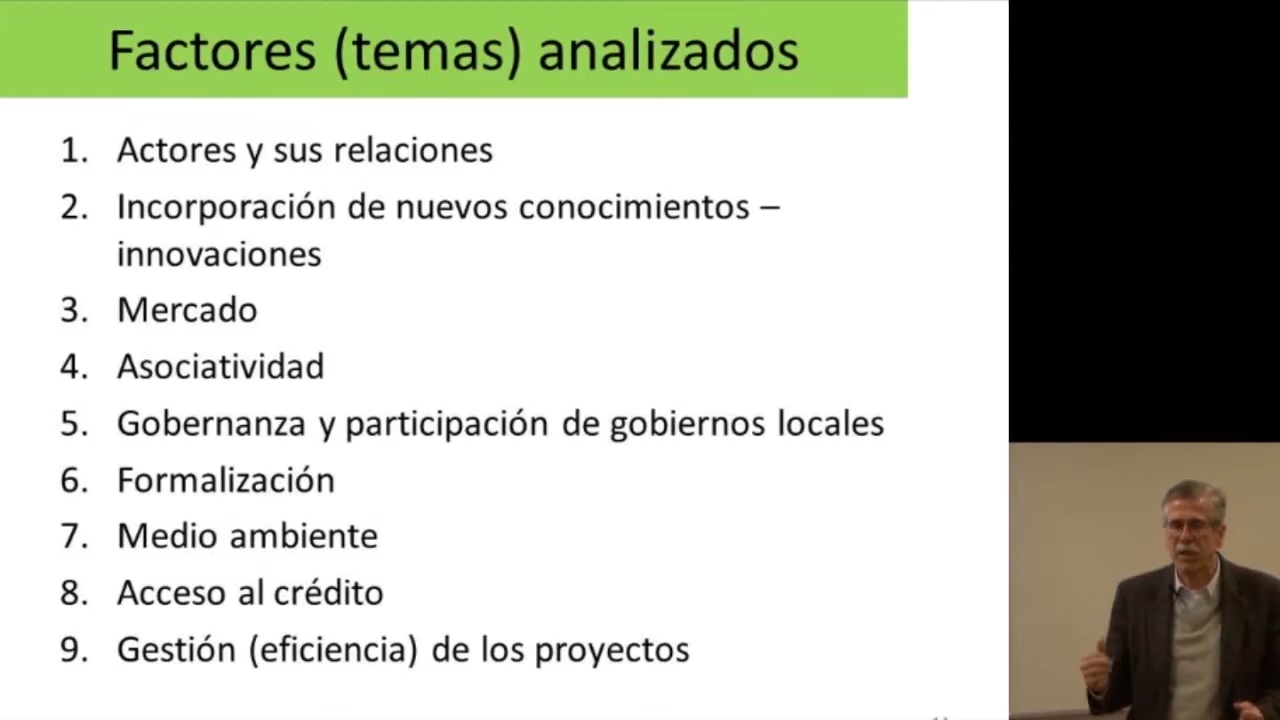 Factores (temas) analizados
1. Actores y sus relaciones
2. Incorporación de nuevos conocimientos –
innovaciones
3. Mercado
4. Asociatividad
5. Gobernanza y participación de gobiernos locales
6. Formalización
7. Medio ambiente
8. Acceso al crédito
9. Gestión (eficiencia) de los proyectos